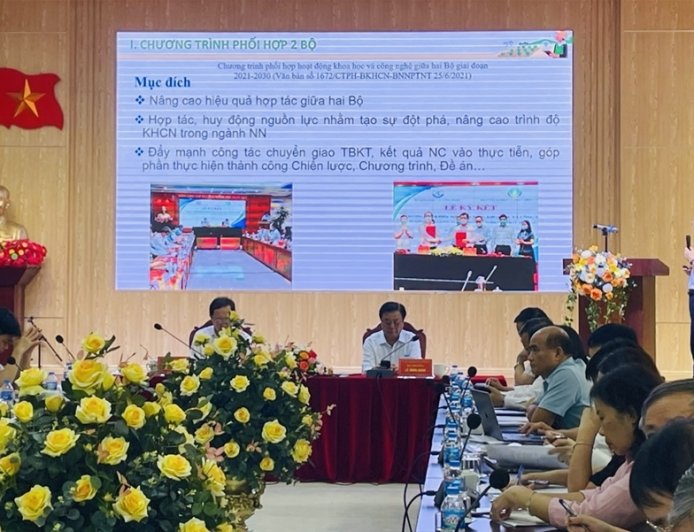 I. CHƯƠNG TRÌNH PHỐI HỢP 2 BỘ
Chương trình phối hợp hoạt động khoa học và công nghệ giữa hai Bộ giai đoạn
2021-2030 (Văn bản số 1672/CTPH-BKHCN-BNNPTNT 25/6/2021)
Mục đích
❖ Nâng cao hiệu quả hợp tác giữa hai Bộ
❖ Hợp tác, huy động nguồn lực nhằm tạo sự đột phá, nâng cao trình độ
KHCN trong ngành NN
❖ Đẩy mạnh công tác chuyển giao TBKT, kết quả NC vào thực tiễn, góp
phần thực hiện thành công Chiến lược, Chương trình, Đề án…
LỄ KÝ KẾT